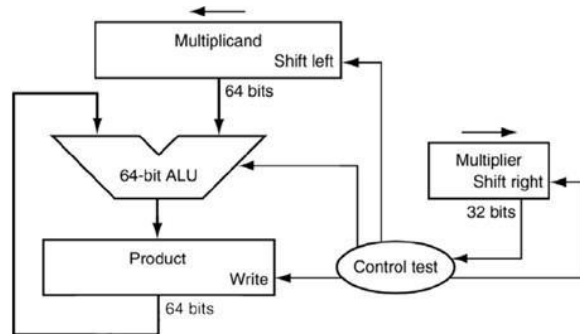 Multiplicand
Shift left
64 bits
64-bit ALU
Multiplier
Shift right
32 bits
Product
Write
Control test
64 bits